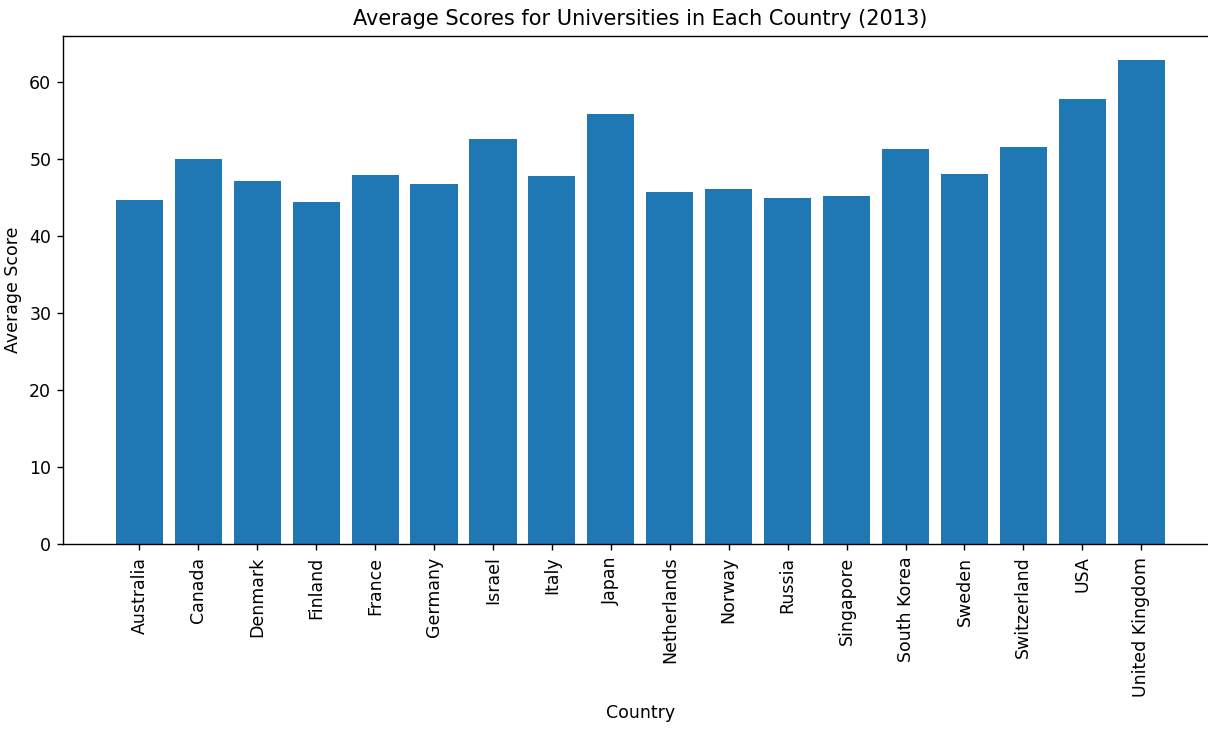 Average Scores for Universities in Each Country (2013)
Average Score
60
50
40
30
20
10
0
Australia
Canada
Denmark
Finland
France
Germany
Israel
Italy
Japan
Netherlands
Norway
Russia
Singapore
South Korea
Sweden
Switzerland
USA
United Kingdom
Country